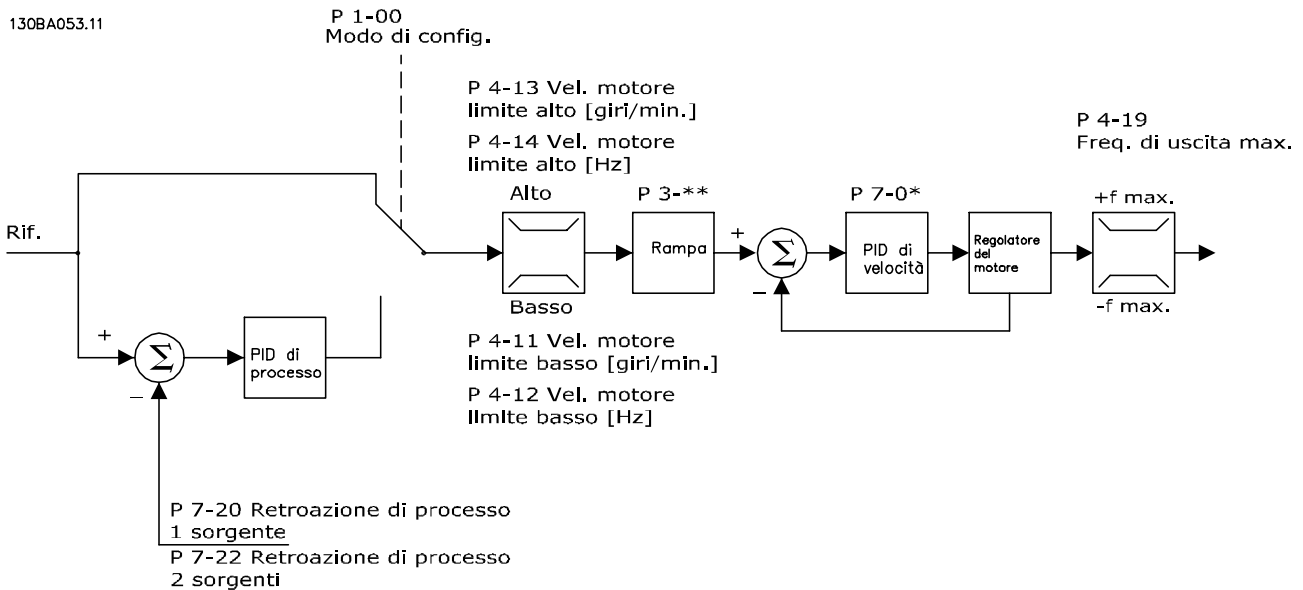 130BA053.11
P 1-00
Modo di config.
P 4-13 Vel. motore
limite alto [giri/min.]
P 4-14 Vel. motore
limite alto [Hz]
P 4-19
Freq. di uscita max.
Alto
P 3-**
P 7-0*
+f max.
Rif.
Rampa
+
Σ
PID di
velocità
Regolatore
del
motore
−
Basso
-f max.
+
Σ
PID di
processo
−
P 4-11 Vel. motore
limite basso [giri/min.]
P 4-12 Vel. motore
limite basso [Hz]
P 7-20 Retroazione di processo
1 sorgente
P 7-22 Retroazione di processo
2 sorgenti